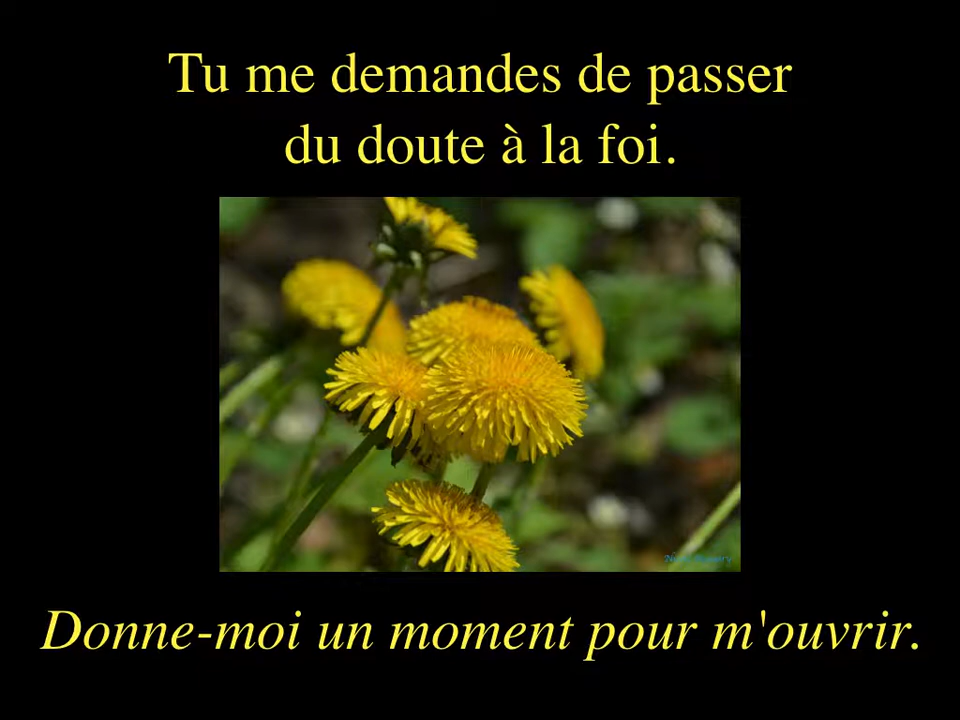 Tu me demandes de passer
du doute à la foi.
Donne-moi un moment pour m'ouvrir.